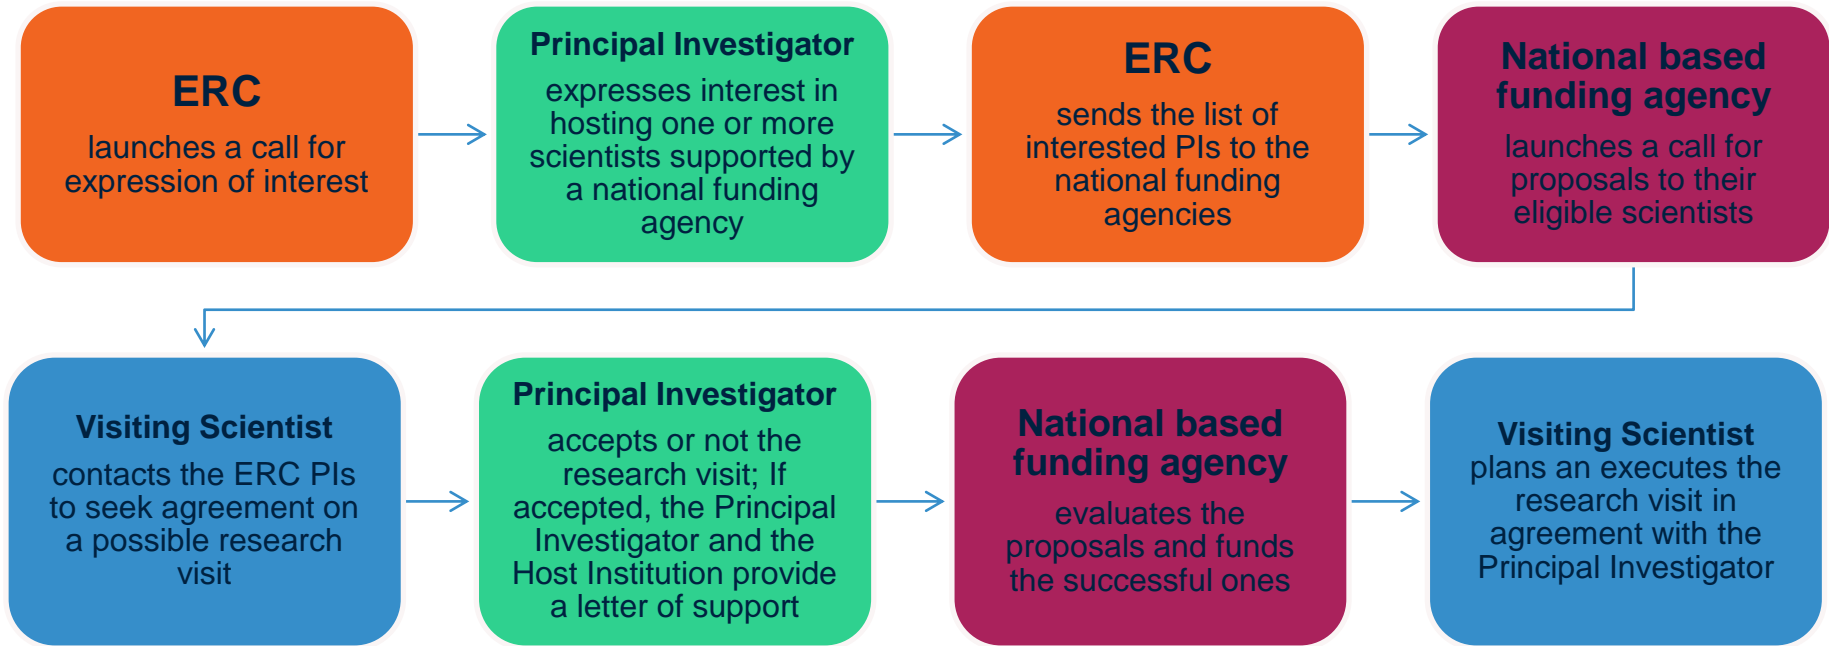 ERC
launches a call for
expression of interest
Principal Investigator
expresses interest in
hosting one or more
scientists supported by
a national funding
agency
ERC
sends the list of
interested PIs to the
national funding
agencies
National based
funding agency
launches a call for
proposals to their
eligible scientists
Visiting Scientist
contacts the ERC PIs
to seek agreement on
a possible research
visit
Principal Investigator
accepts or not the
research visit; If
accepted, the Principal
Investigator and the
Host Institution provide
a letter of support
National based
funding agency
evaluates the
proposals and funds
the successful ones
Visiting Scientist
plans an executes the
research visit in
agreement with the
Principal Investigator